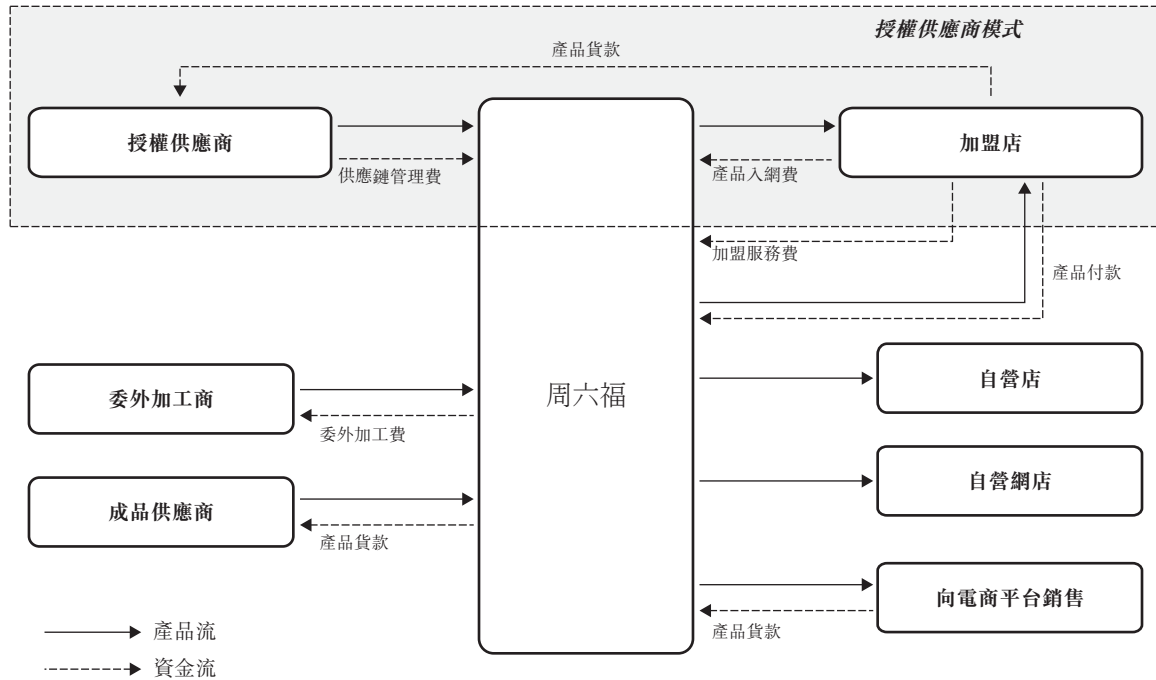 授權供應商模式
產品貨款
授權供應商
加盟店
供應鏈管理費
產品入網費
加盟服務費
產品付款
周六福
委外加工商
委外加工費
自營店
成品供應商
產品貨款
自營網店
向電商平台銷售
產品貨款
產品流
資金流